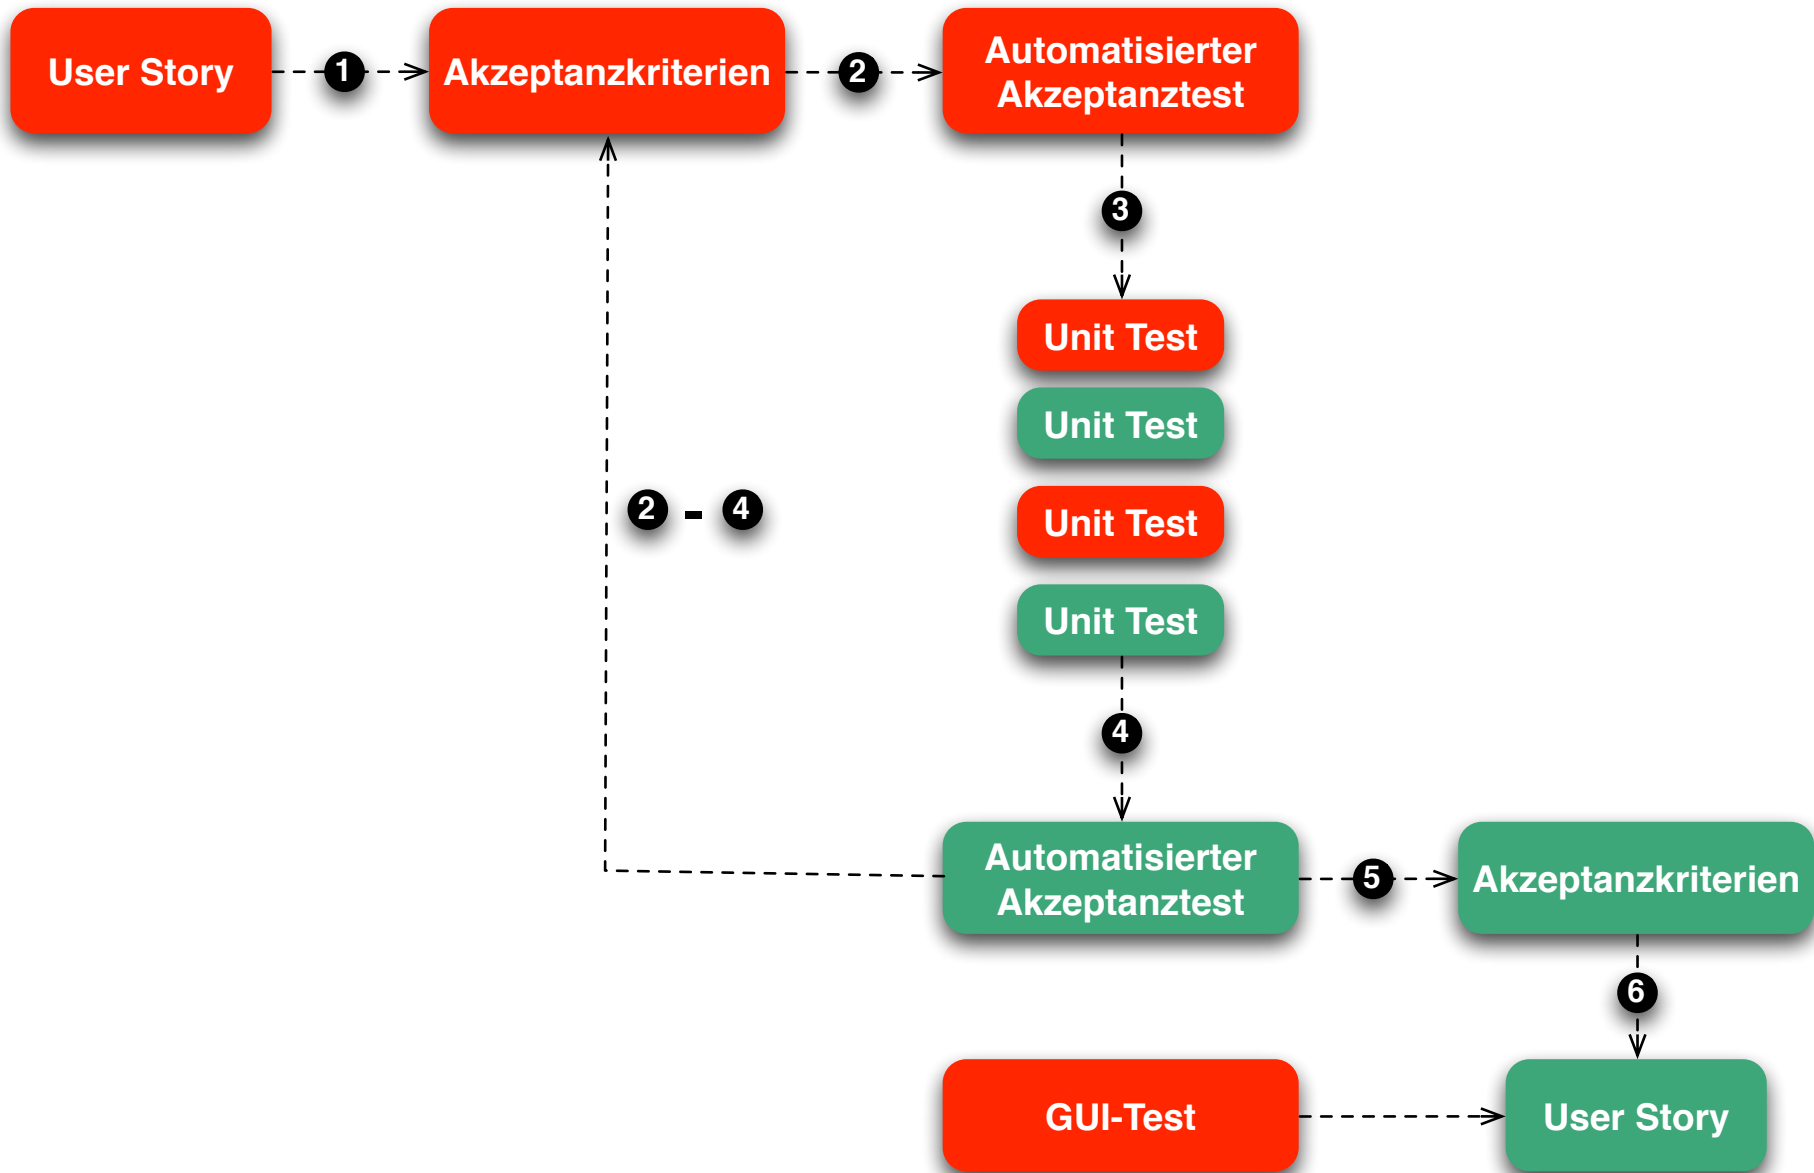 User Story
1
Akzeptanzkriterien
2
Automatisierter
Akzeptanztest
3
Unit Test
Unit Test
2 - 4
Unit Test
Unit Test
4
Automatisierter
Akzeptanztest
5
Akzeptanzkriterien
6
GUI-Test
User Story